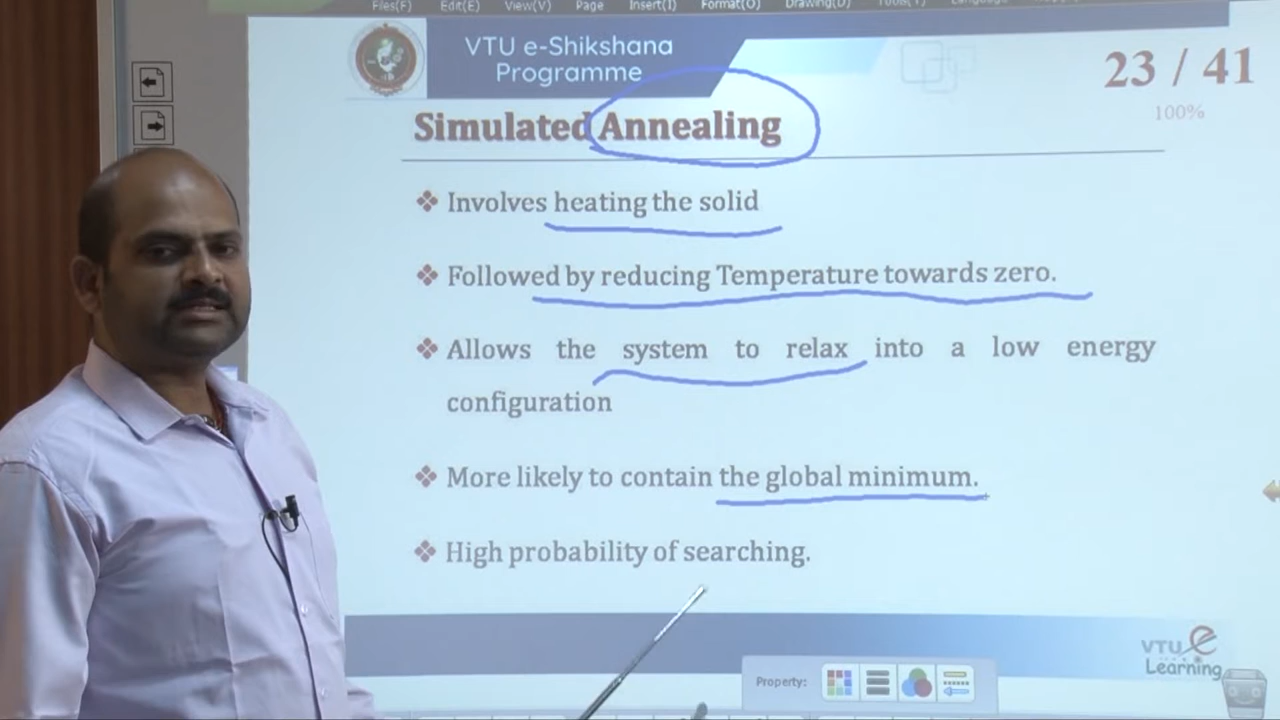 Files(F) Edit(E) View(V) Page Insert(I) Format(O) Drawing(D) Tools(T) Language
VTU e-Shikshana
Programme
23 / 41
100%
Simulated Annealing
Involves heating the solid
Followed by reducing Temperature towards zero.
Allows the system to relax into a low energy
configuration
More likely to contain the global minimum.
High probability of searching.
VTU e
Learning
Property: